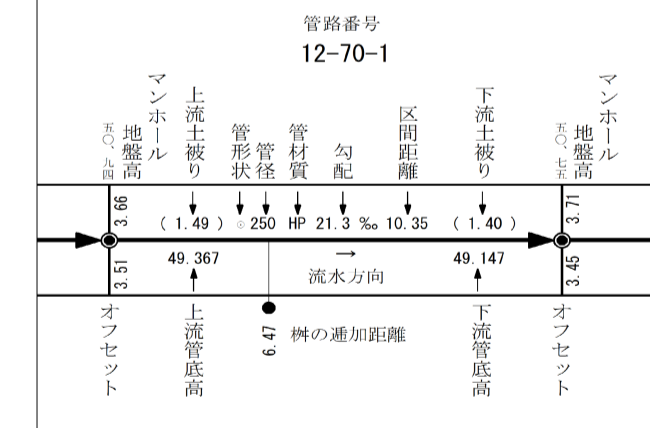 管路番号
12-70-1
マンホール
地盤高
五〇、九四
上流土被り
管形状
管径
管材質
勾配
区間距離
下流土被り
マンホール
地盤高
五〇、七五
3.66
( 1.49 ) ○ 250 HP 21.3 ‰ 10.35 ( 1.40 )
3.71
3.51
49.367
→
流水方向
49.147
3.45
オフセット
上流管底高
6.47
桝の逓加距離
下流管底高
オフセット